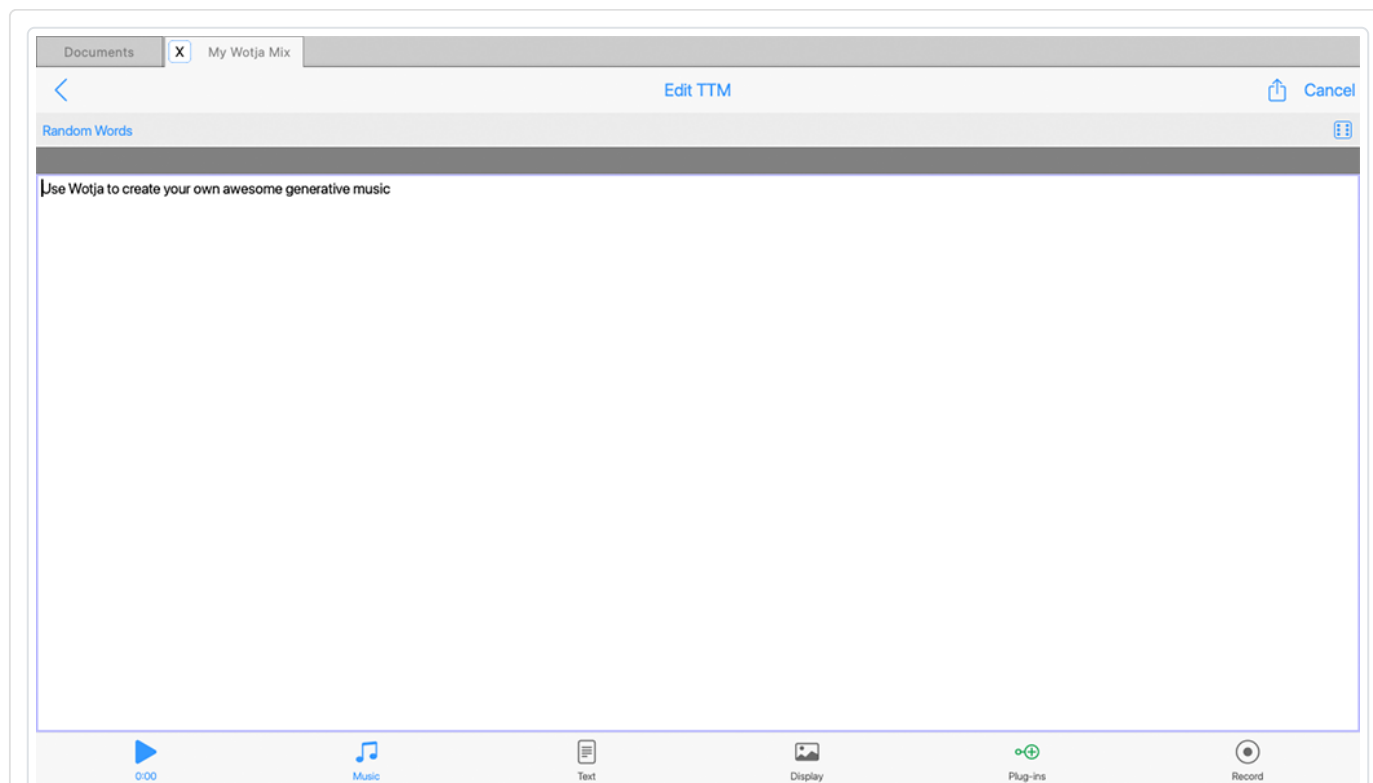 Documents X My Wotja Mix
Edit TTM Cancel
Random Words
Use Wotja to create your own awesome generative music
0:00 Music Text Display Plug-ins Record